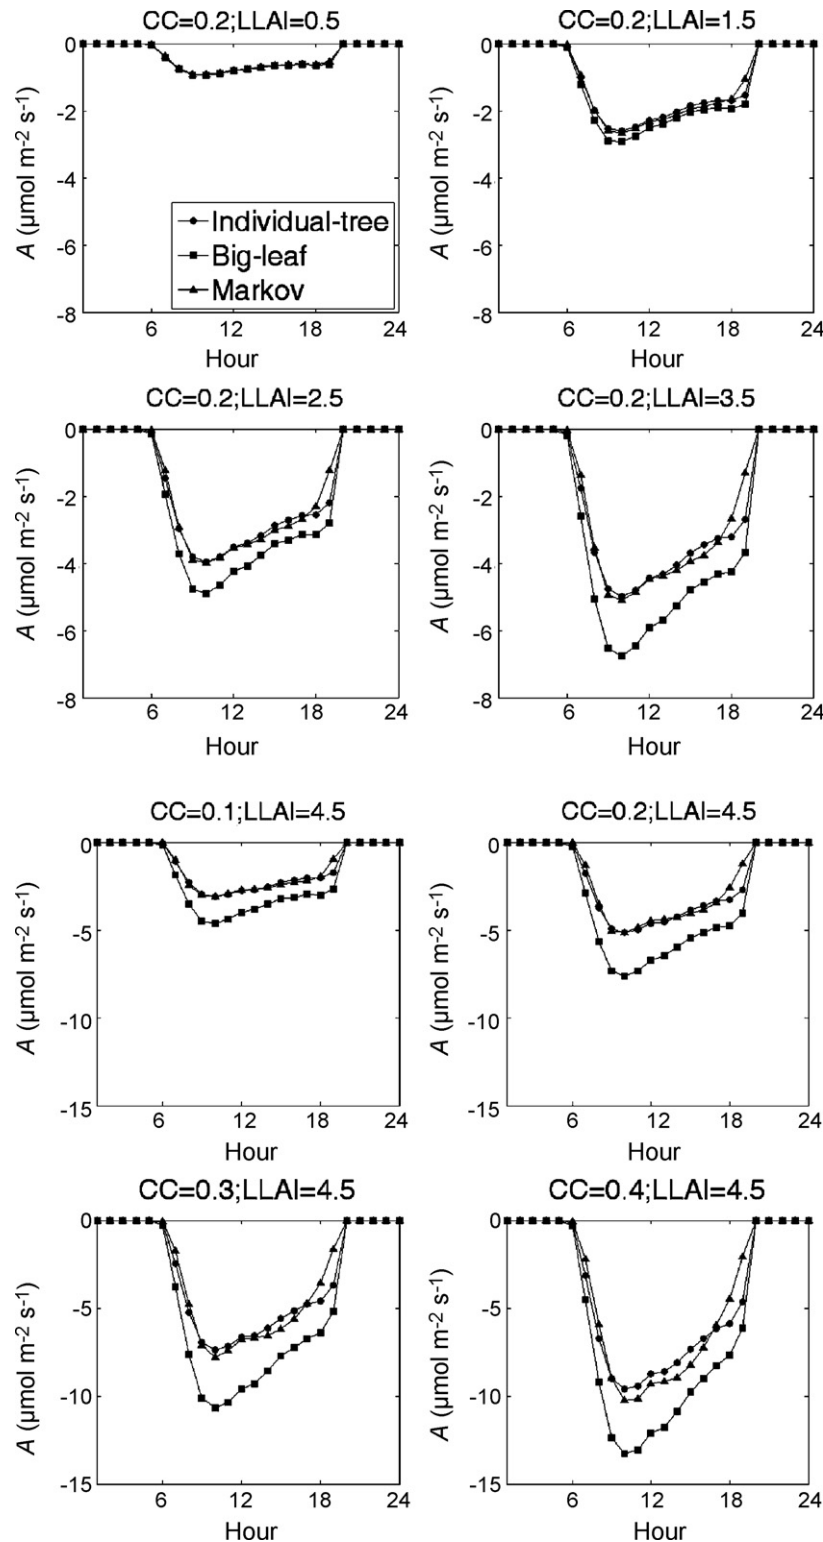 CC=0.2;LLAI=0.5
0
-2
-4
-6
-8
A (µmol m-2 s-1)
Individual-tree
Big-leaf
Markov
6 12 18 24
Hour
CC=0.2;LLAI=1.5
0
-2
-4
-6
-8
A (µmol m-2 s-1)
6 12 18 24
Hour
CC=0.2;LLAI=2.5
0
-2
-4
-6
-8
A (µmol m-2 s-1)
6 12 18 24
Hour
CC=0.2;LLAI=3.5
0
-2
-4
-6
-8
A (µmol m-2 s-1)
6 12 18 24
Hour
CC=0.1;LLAI=4.5
0
-5
-10
-15
A (µmol m-2 s-1)
6 12 18 24
Hour
CC=0.2;LLAI=4.5
0
-5
-10
-15
A (µmol m-2 s-1)
6 12 18 24
Hour
CC=0.3;LLAI=4.5
0
-5
-10
-15
A (µmol m-2 s-1)
6 12 18 24
Hour
CC=0.4;LLAI=4.5
0
-5
-10
-15
A (µmol m-2 s-1)
6 12 18 24
Hour